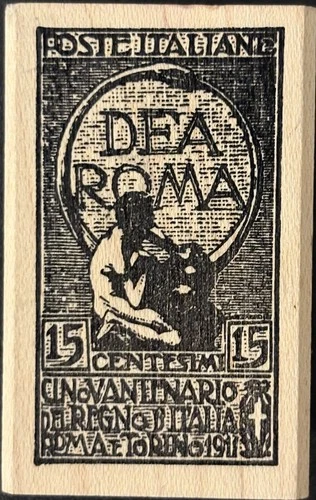 POSTE ITALIANE
DEA
ROMA
15 15
CENTESIMI
CINQVANTENARIO
DEL REGNO D'ITALIA
ROMA E TORINO 1911